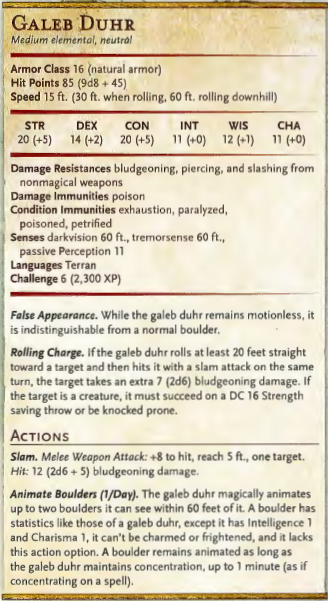 GALEB DUHR
Medium elemental, neutral
Armor Class 16 (natural armor)
Hit Points 85 (9d8 + 45)
Speed 15 ft. (30 ft. when rolling, 60 ft. rolling downhill)
STR DEX CON INT WIS CHA
20 (+5) 14 (+2) 20 (+5) 11 (+0) 12 (+1) 11 (+0)
Damage Resistances bludgeoning, piercing, and slashing from
nonmagical weapons
Damage Immunities poison
Condition Immunities exhaustion, paralyzed,
poisoned, petrified
Senses darkvision 60 ft., tremorsense 60 ft.,
passive Perception 11
Languages Terran
Challenge 6 (2,300 XP)
False Appearance. While the galeb duhr remains motionless, it
is indistinguishable from a normal boulder.
Rolling Charge. If the galeb duhr rolls at least 20 feet straight
toward a target and then hits it with a slam attack on the same
turn, the target takes an extra 7 (2d6) bludgeoning damage. If
the target is a creature, it must succeed on a DC 16 Strength
saving throw or be knocked prone.
ACTIONS
Slam. Melee Weapon Attack: +8 to hit, reach 5 ft., one target.
Hit: 12 (2d6 + 5) bludgeoning damage.
Animate Boulders (1/Day). The galeb duhr magically animates
up to two boulders it can see within 60 feet of it. A boulder has
statistics like those of a galeb duhr, except it has Intelligence 1
and Charisma 1, it can't be charmed or frightened, and it lacks
this action option. A boulder remains animated as long as
the galeb duhr maintains concentration, up to 1 minute (as if
concentrating on a spell).